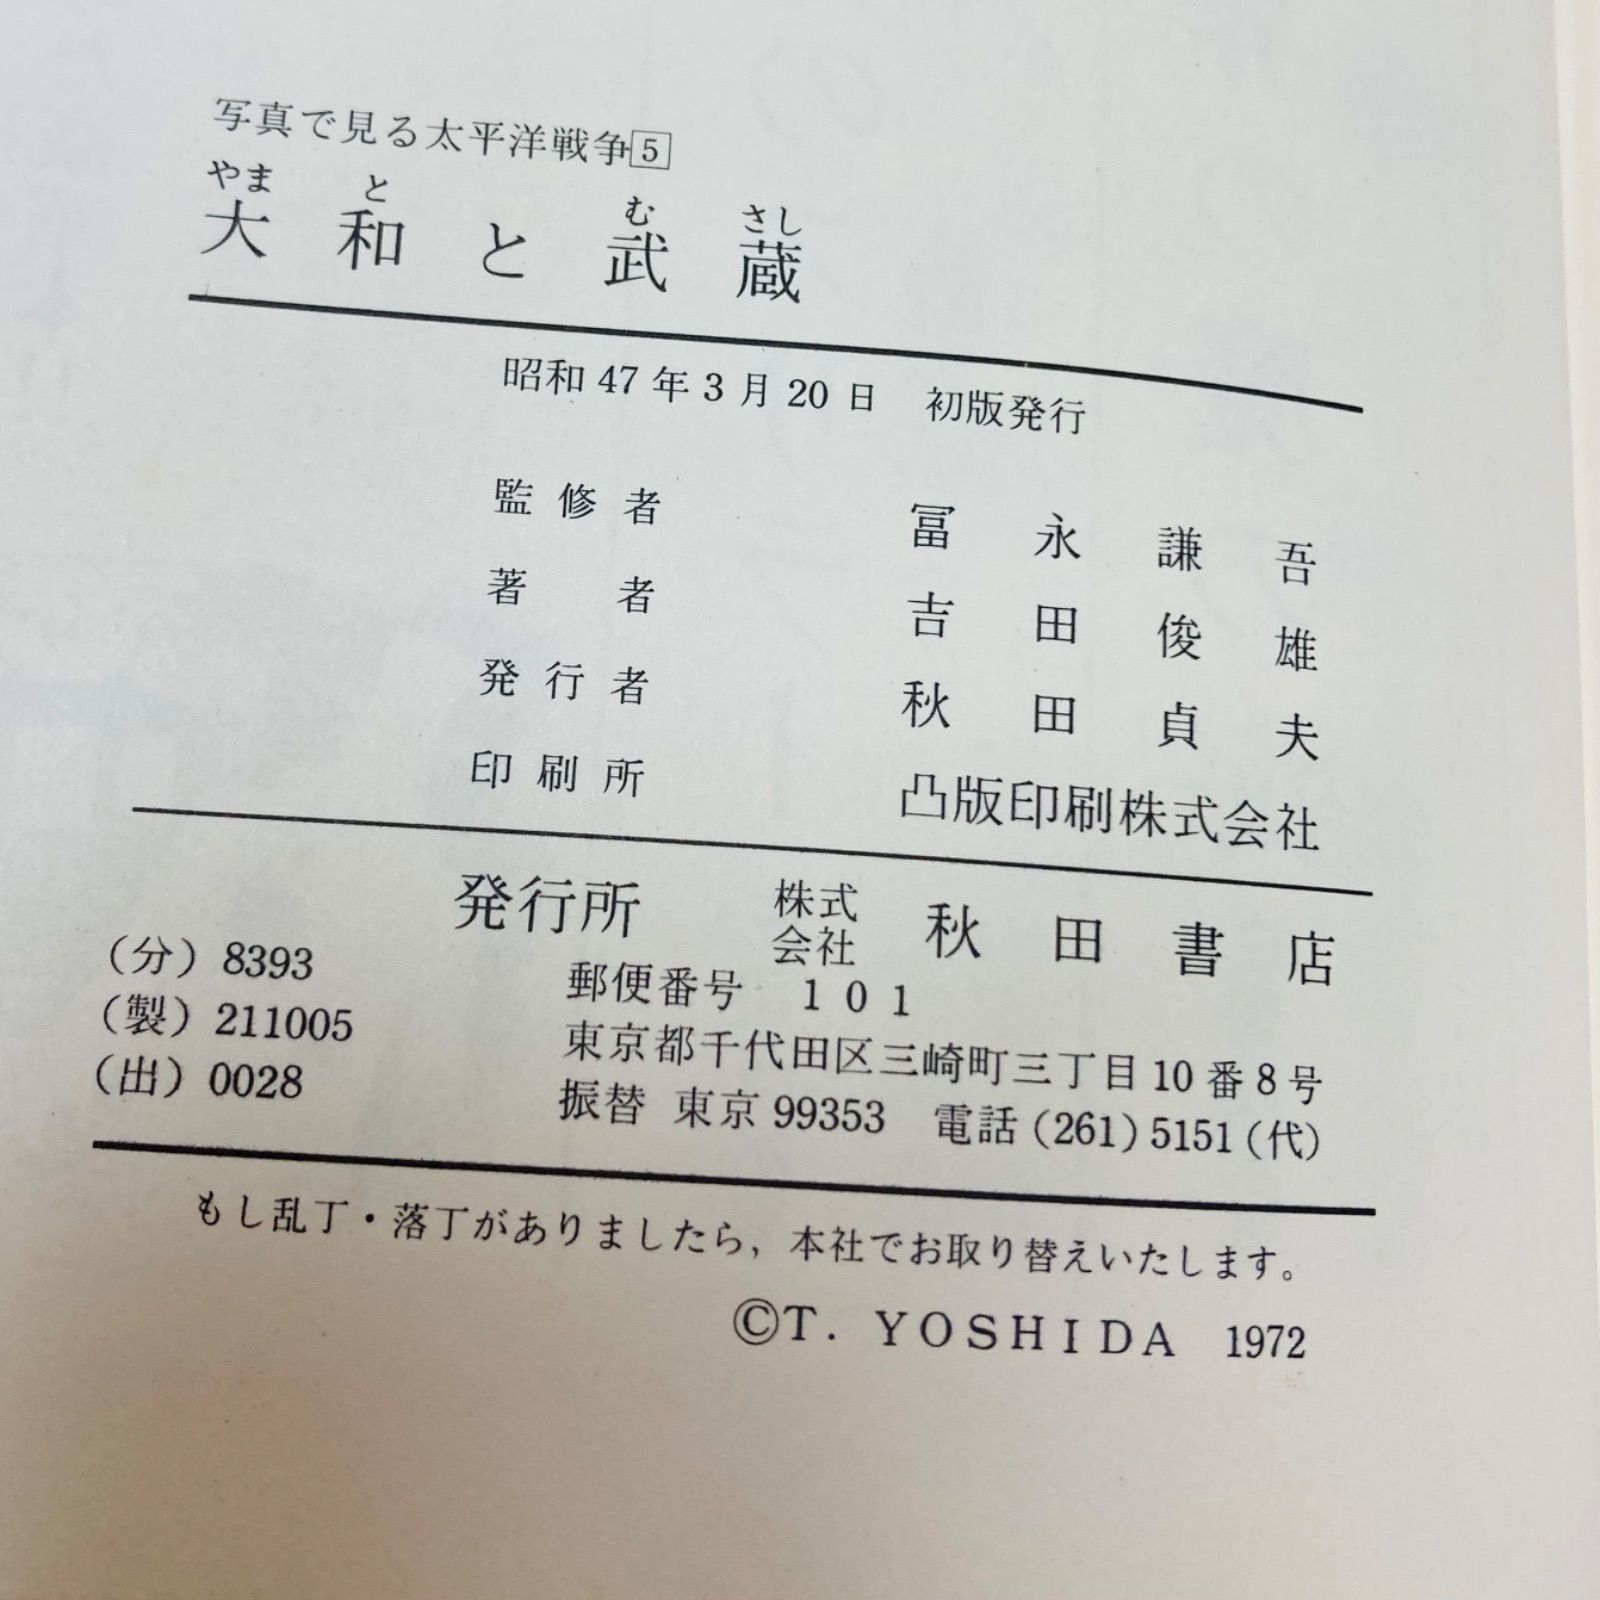 写真で見る太平洋戦争5
やま と む さし
大和と武蔵
昭和47年3月20日 初版発行
監修者 冨永謙吾
著者 吉田俊雄
発行者 秋田貞夫
印刷所 凸版印刷株式会社
発行所 株式会社 秋田書店
郵便番号 101
東京都千代田区三崎町三丁目10番8号
振替 東京99353 電話(261)5151(代)
(分)8393
(製)211005
(出)0028
もし乱丁・落丁がありましたら,本社でお取り替えいたします。
©T. YOSHIDA 1972